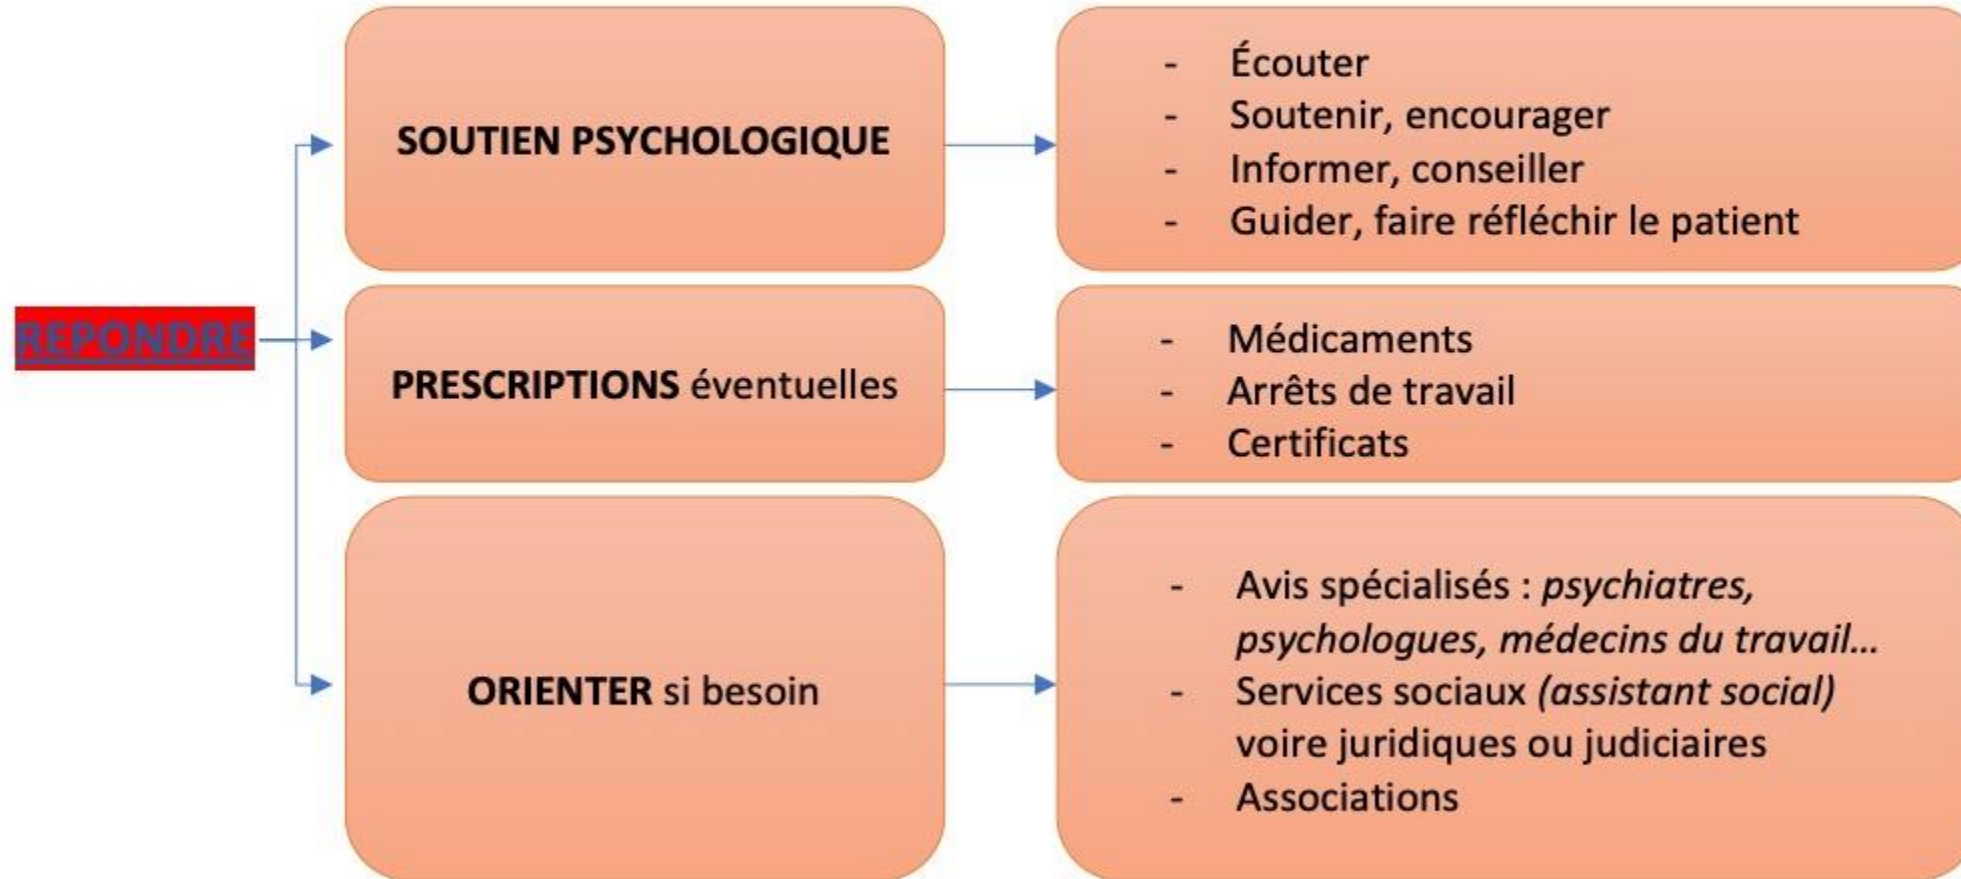 REPONDRE
SOUTIEN PSYCHOLOGIQUE
- Écouter
- Soutenir, encourager
- Informer, conseiller
- Guider, faire réfléchir le patient
PRESCRIPTIONS éventuelles
- Médicaments
- Arrêts de travail
- Certificats
ORIENTER si besoin
- Avis spécialisés : psychiatres,
psychologues, médecins du travail...
- Services sociaux (assistant social)
voire juridiques ou judiciaires
- Associations